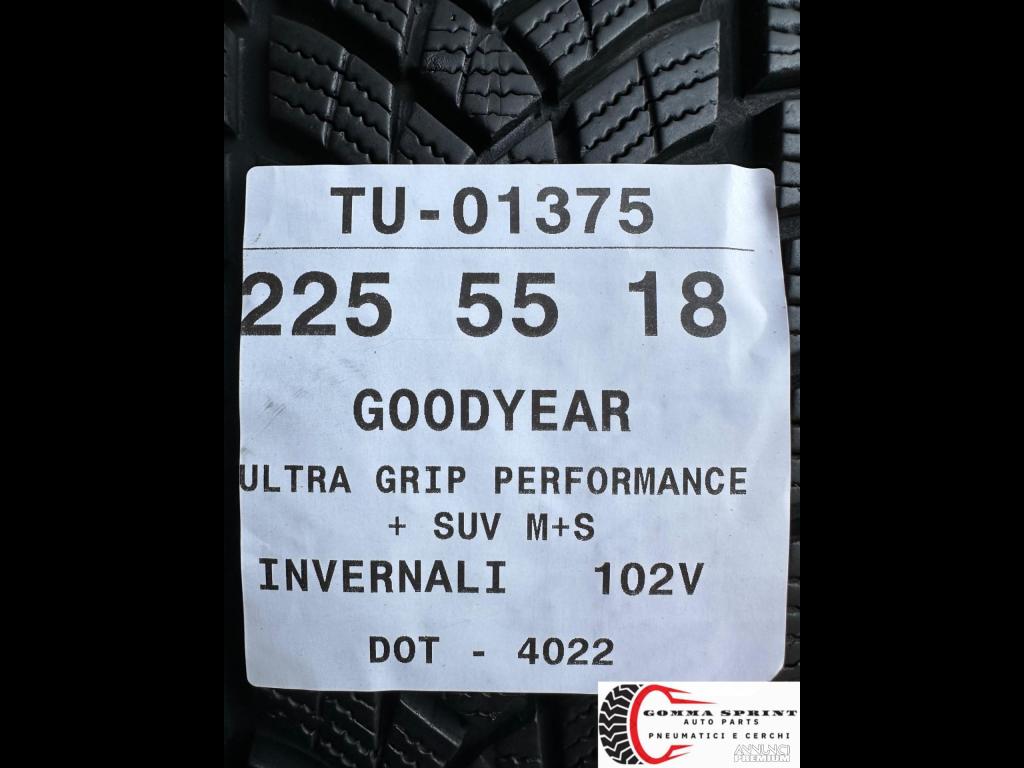 TU-01375
225 55 18
GOODYEAR
ULTRA GRIP PERFORMANCE
+ SUV M+S
INVERNALI 102V
DOT - 4022
GOMMA SPRINT
AUTO PARTS
PNEUMATICI E CERCHI
ANNUNCI
PREMIUM